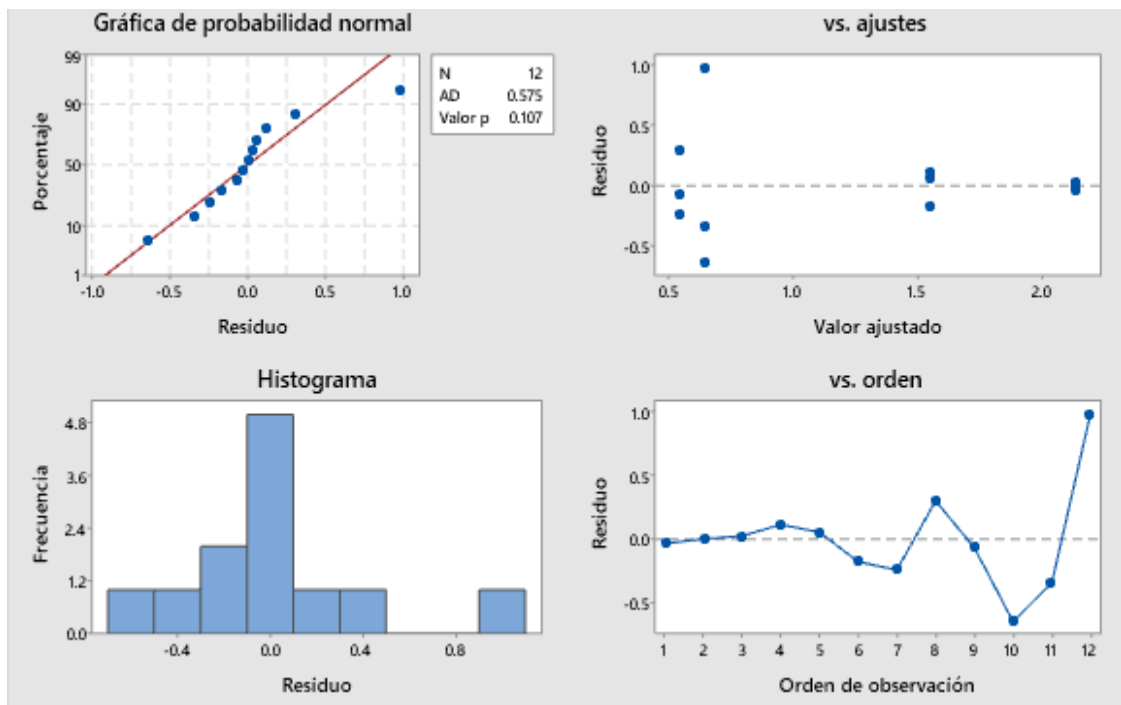 Gráfica de probabilidad normal
99
90
50
10
1
Porcentaje
-1.0 -0.5 0.0 0.5 1.0
Residuo
N 12
AD 0.575
Valor p 0.107
vs. ajustes
1.0
0.5
0.0
-0.5
Residuo
0.5 1.0 1.5 2.0
Valor ajustado
Histograma
4.8
3.6
2.4
1.2
0.0
Frecuencia
-0.4 0.0 0.4 0.8
Residuo
vs. orden
1.0
0.5
0.0
-0.5
Residuo
1 2 3 4 5 6 7 8 9 10 11 12
Orden de observación